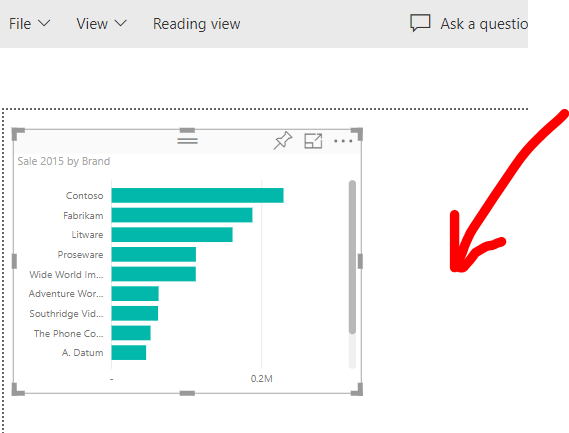 File View Reading view Ask a questio
Sale 2015 by Brand
Contoso
Fabrikam
Litware
Proseware
Wide World Im...
Adventure Wor...
Southridge Vid...
The Phone Co...
A. Datum
- 0.2M